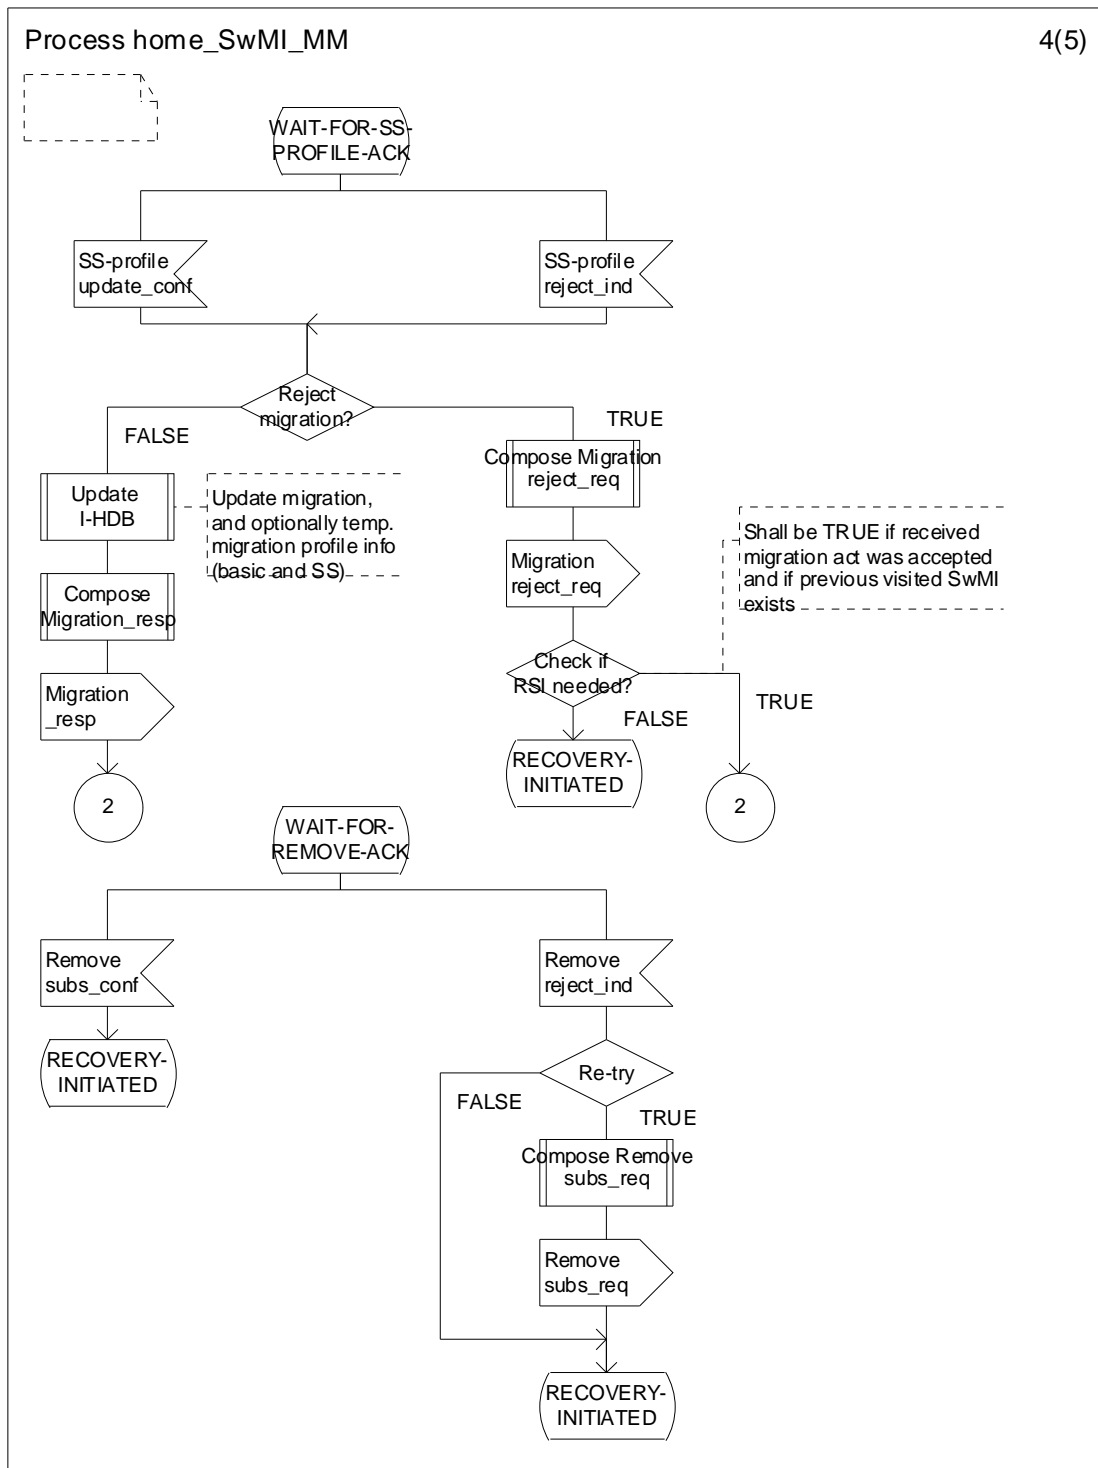 Process home_SwMI_MM
4(5)
WAIT-FOR-SS-
PROFILE-ACK
SS-profile
update_conf
SS-profile
reject_ind
Reject
migration?
FALSE
TRUE
Update
I-HDB
Update migration,
and optionally temp.
migration profile info
(basic and SS)
Compose Migration
reject_req
Shall be TRUE if received
migration act was accepted
and if previous visited SwMI
exists
Compose
Migration_resp
Migration
reject_req
Migration
_resp
Check if
RSI needed?
FALSE
TRUE
RECOVERY-
INITIATED
2
2
WAIT-FOR-
REMOVE-ACK
Remove
subs_conf
Remove
reject_ind
RECOVERY-
INITIATED
Re-try
FALSE
TRUE
Compose Remove
subs_req
Remove
subs_req
RECOVERY-
INITIATED